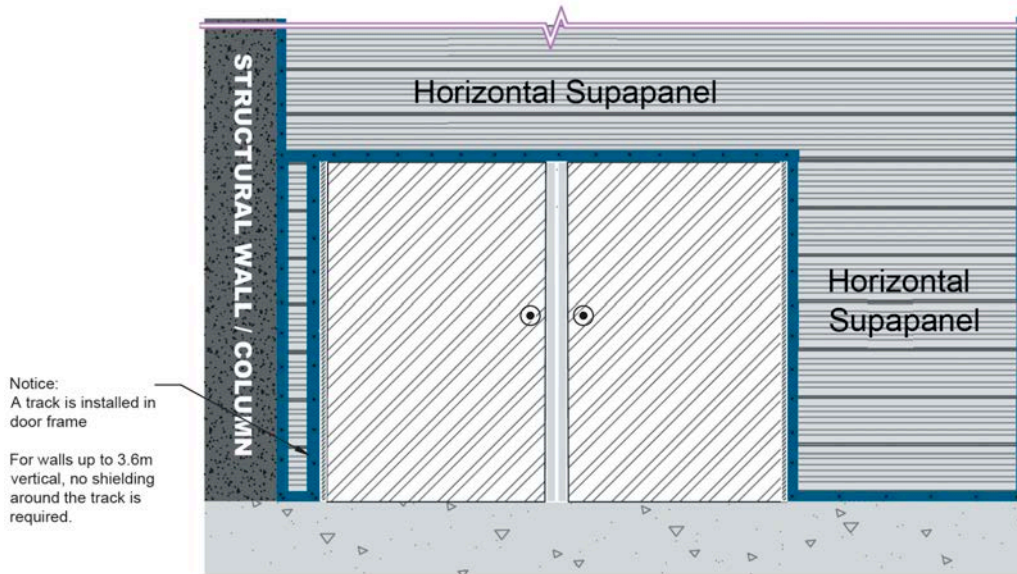 Horizontal Supapanel
STRUCTURAL WALL / COLUMN
Horizontal
Supapanel
Notice:
A track is installed in
door frame
For walls up to 3.6m
vertical, no shielding
around the track is
required.